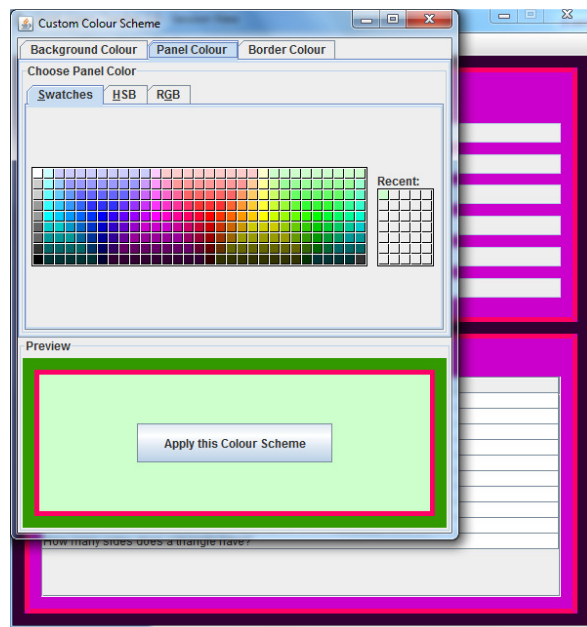 Custom Colour Scheme
Background Colour Panel Colour Border Colour
Choose Panel Color
Swatches HSB RGB
Recent:
Preview
Apply this Colour Scheme
How many sides does a triangle have?